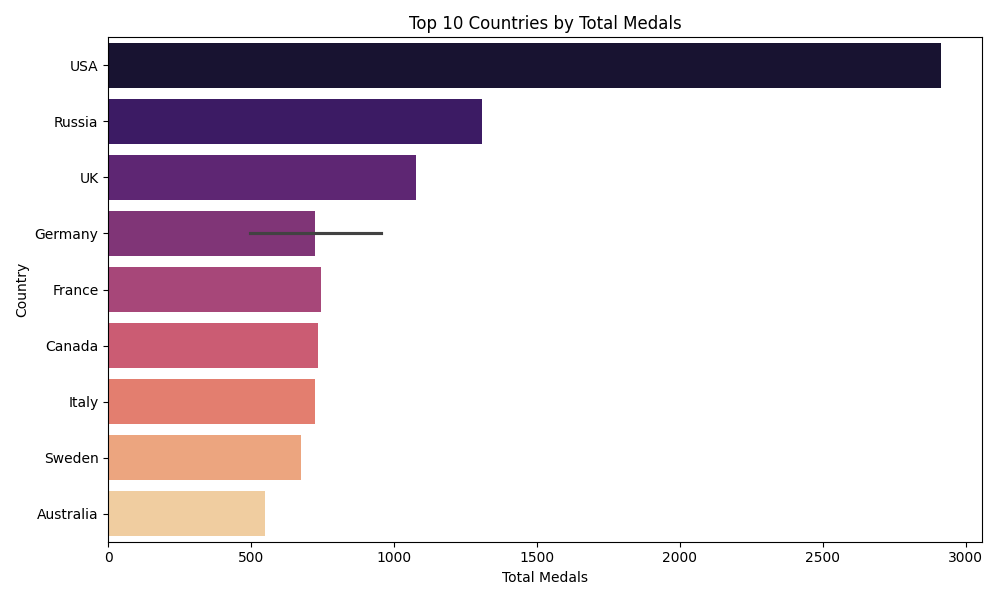 Top 10 Countries by Total Medals
Country
USA
Russia
UK
Germany
France
Canada
Italy
Sweden
Australia
0 500 1000 1500 2000 2500 3000
Total Medals